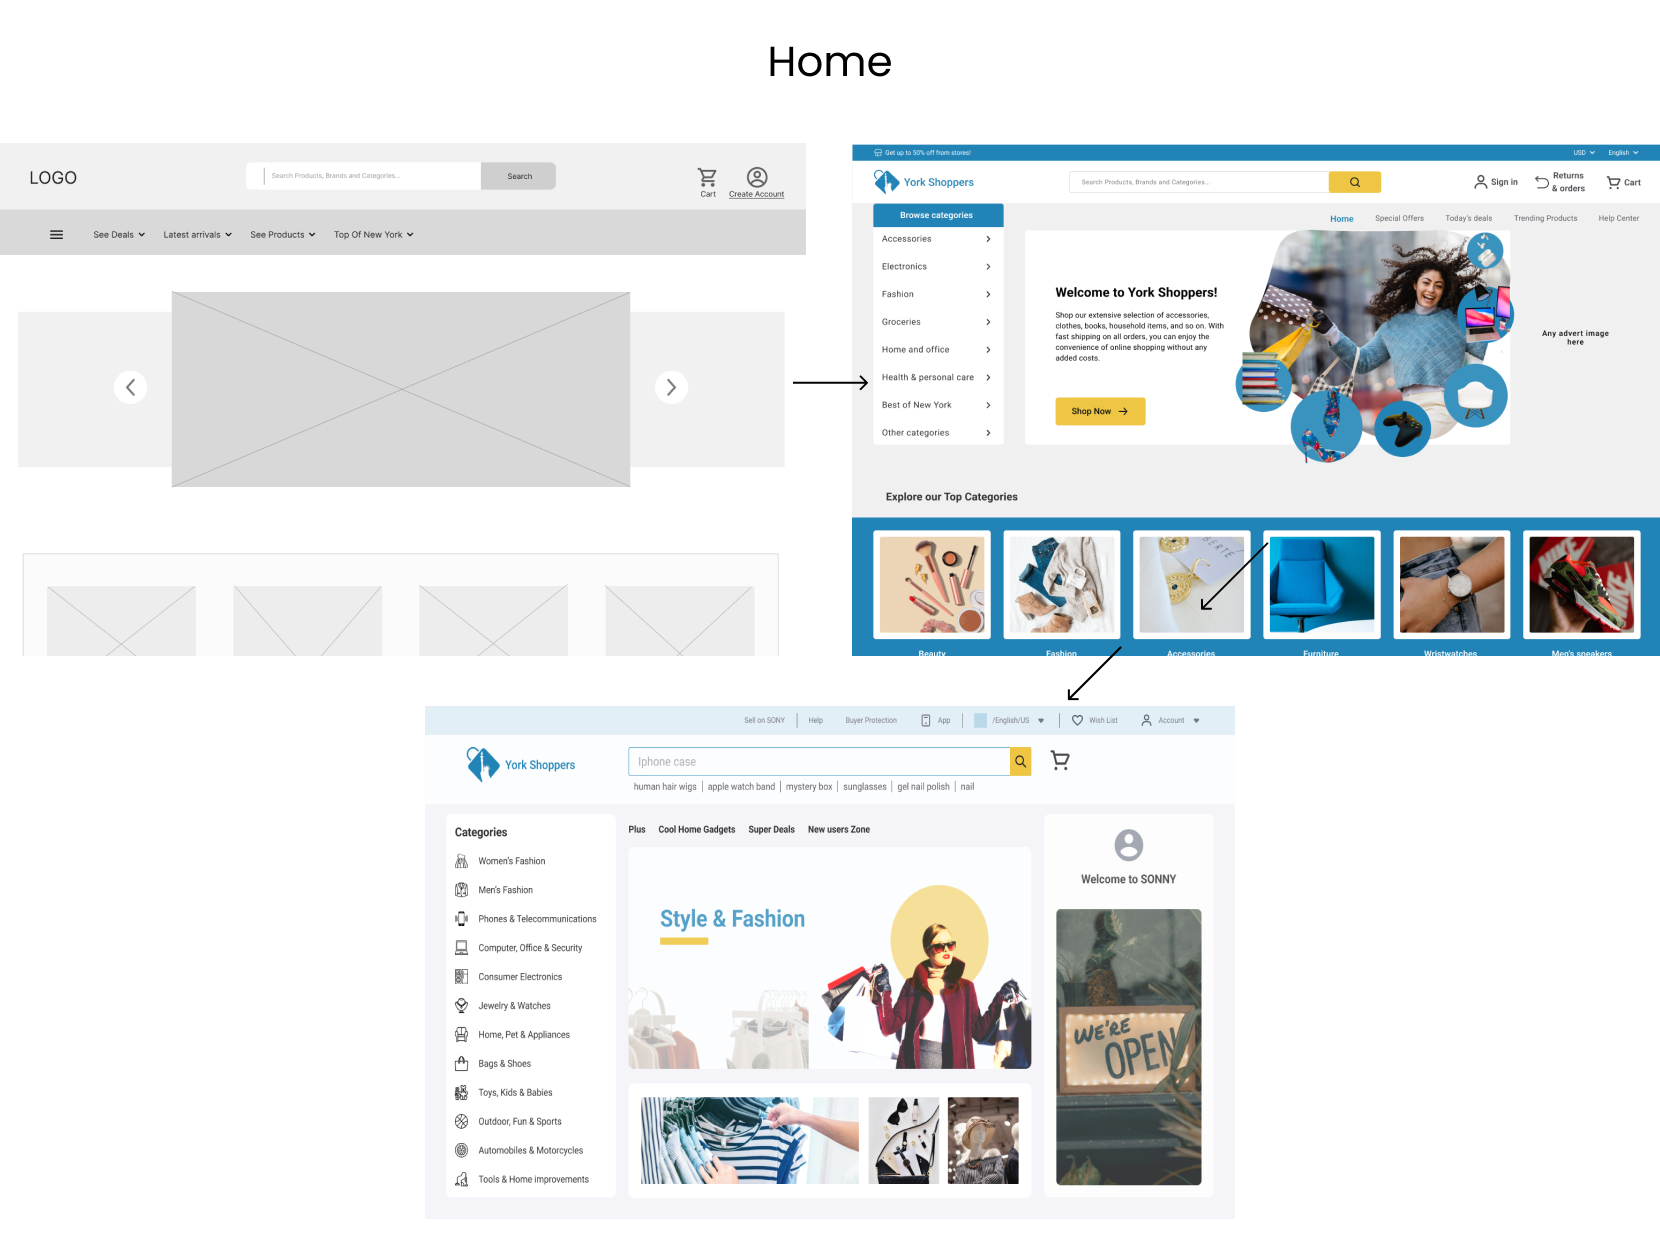 Home
LOGO
Search Products, Brands and Categories...
Search
Cart
Create Account
See Deals
Latest arrivals
See Products
Top Of New York
Get up to 50% off from stores!
USD
English
York Shoppers
Search Products, Brands and Categories...
Sign in
Returns
& orders
Cart
Browse categories
Home
Special Offers
Today's deals
Trending Products
Help Center
Accessories
Electronics
Fashion
Groceries
Home and office
Health & personal care
Best of New York
Other categories
Welcome to York Shoppers!
Shop our extensive selection of accessories,
clothes, books, household items, and so on. With
fast shipping on all orders, you can enjoy the
convenience of online shopping without any
added costs.
Shop Now
Any advert image
here
Explore our Top Categories
Beauty
Fashion
Accessories
Furniture
Wristwatches
Men's sneakers
Sell on SONY
Help
Buyer Protection
App
/English/US
Wish List
Account
York Shoppers
Iphone case
human hair wigs
apple watch band
mystery box
sunglasses
gel nail polish
nail
Categories
Women's Fashion
Men's Fashion
Phones & Telecommunications
Computer, Office & Security
Consumer Electronics
Jewelry & Watches
Home, Pet & Appliances
Bags & Shoes
Toys, Kids & Babies
Outdoor, Fun & Sports
Automobiles & Motorcycles
Tools & Home improvements
Plus
Cool Home Gadgets
Super Deals
New users Zone
Style & Fashion
Welcome to SONNY
WE'RE
OPEN